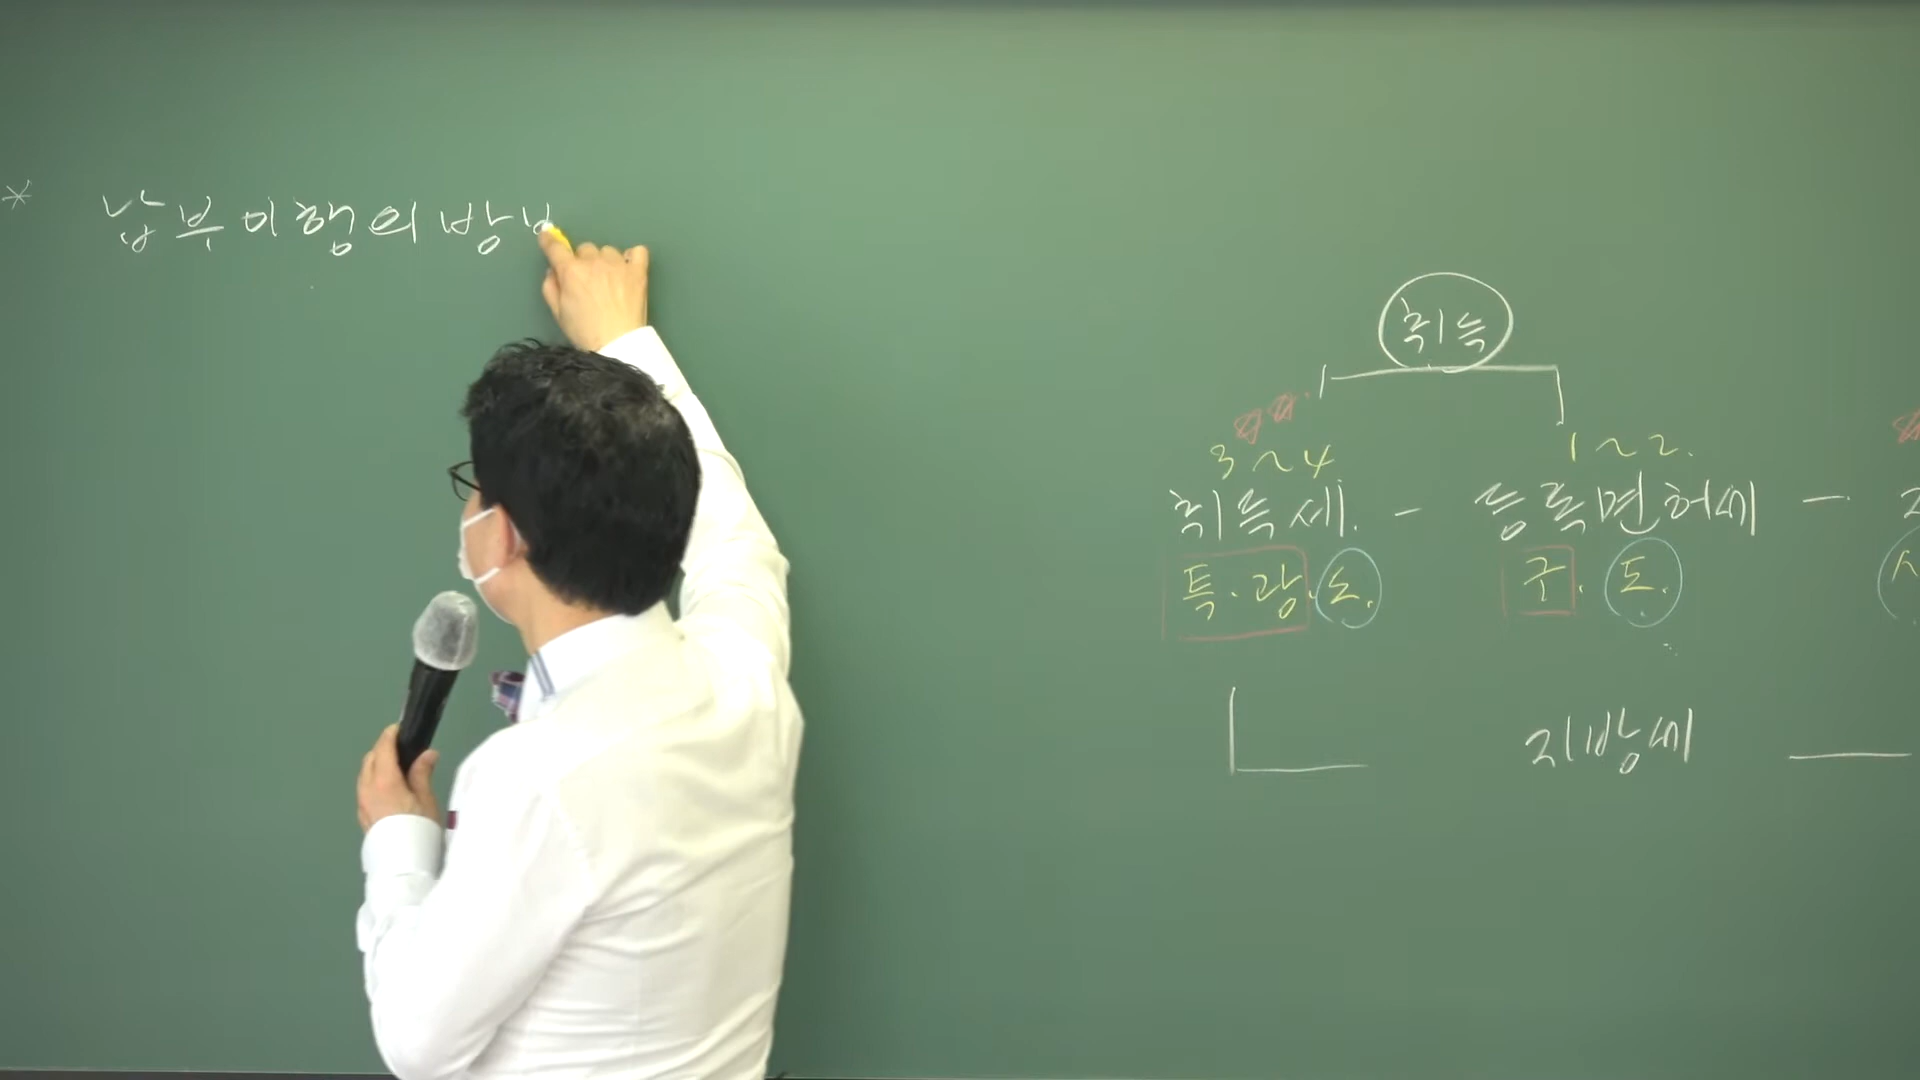 * 납부이행의 방
취득
3~4 1~2.
취득세. - 등록면허세 -
특.광.도. 구.도.
지방세